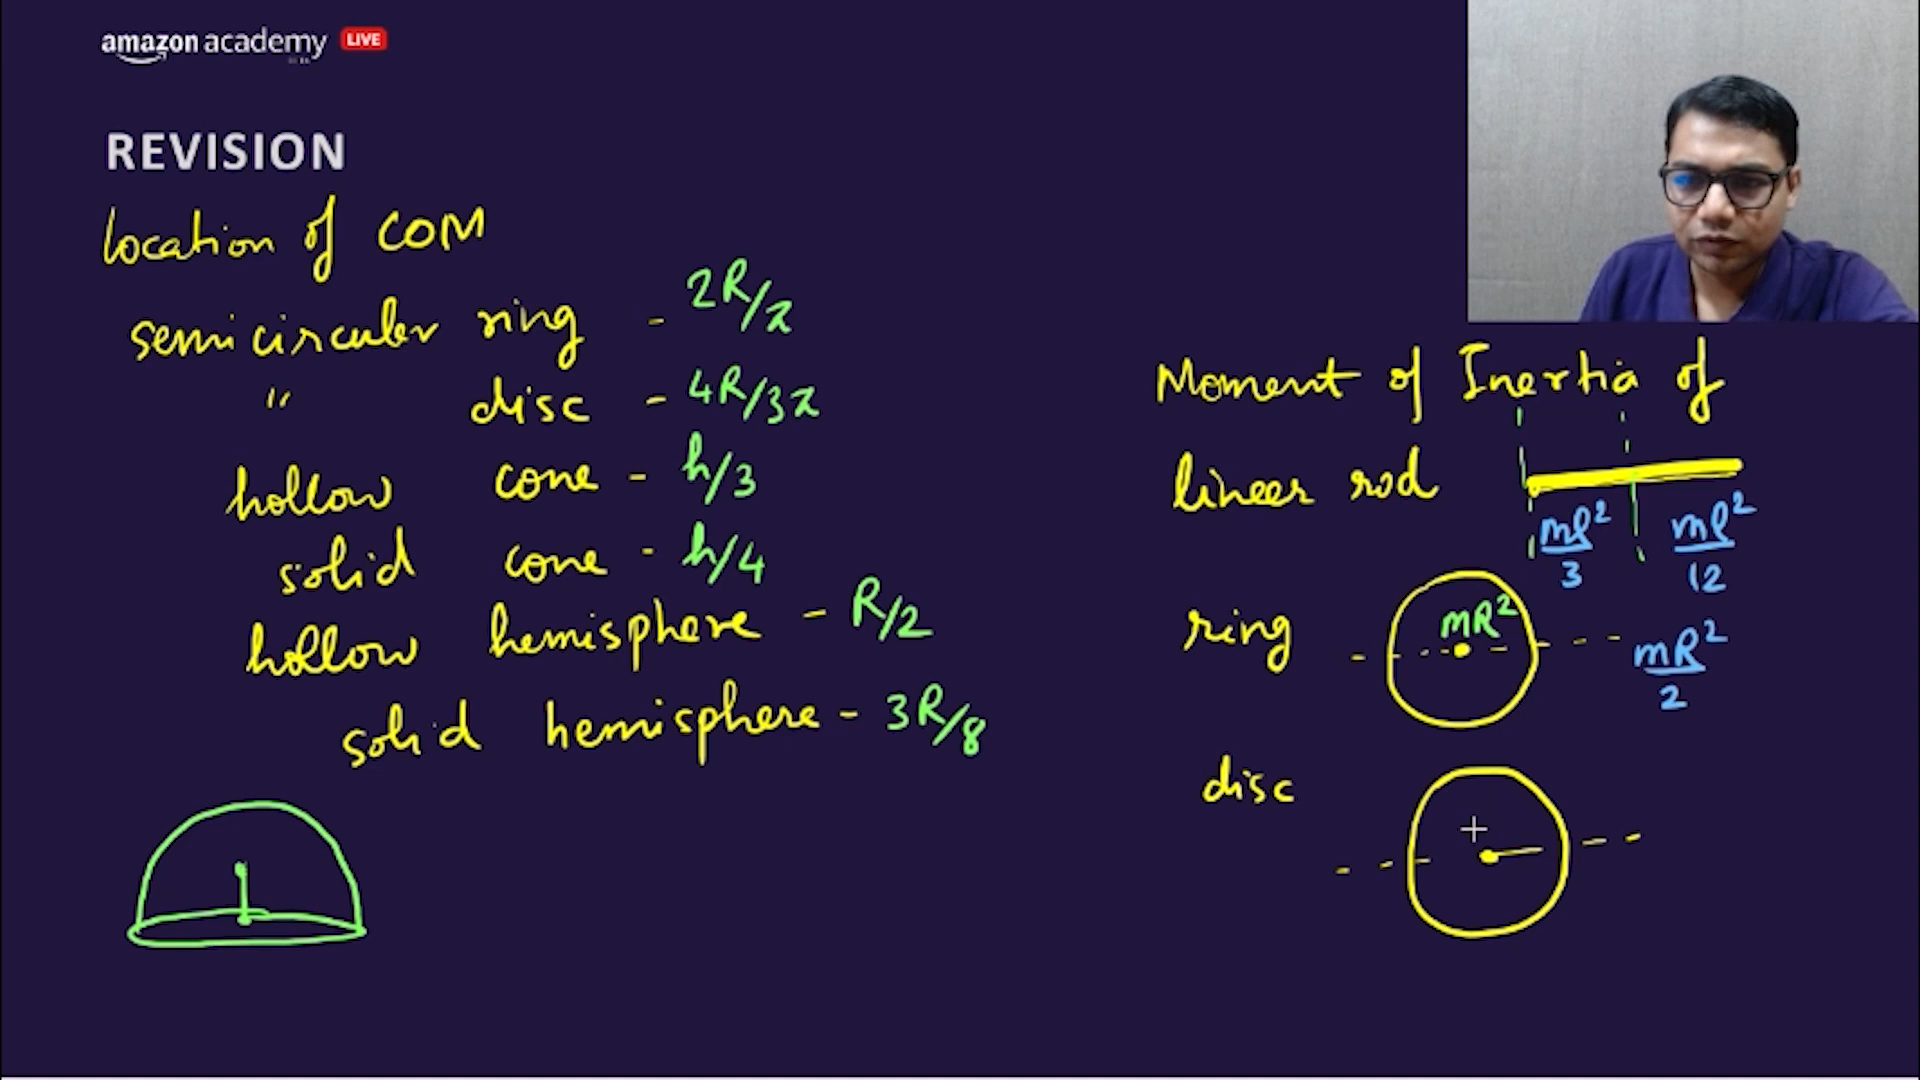 amazon academy LIVE
REVISION
location of COM
semicircular ring - 2R/π
" disc - 4R/3π
hollow cone - h/3
solid cone - h/4
hollow hemisphere - R/2
solid hemisphere - 3R/8
Moment of Inertia of
linear rod
ml²/3 ml²/12
ring mR² mR²/2
disc